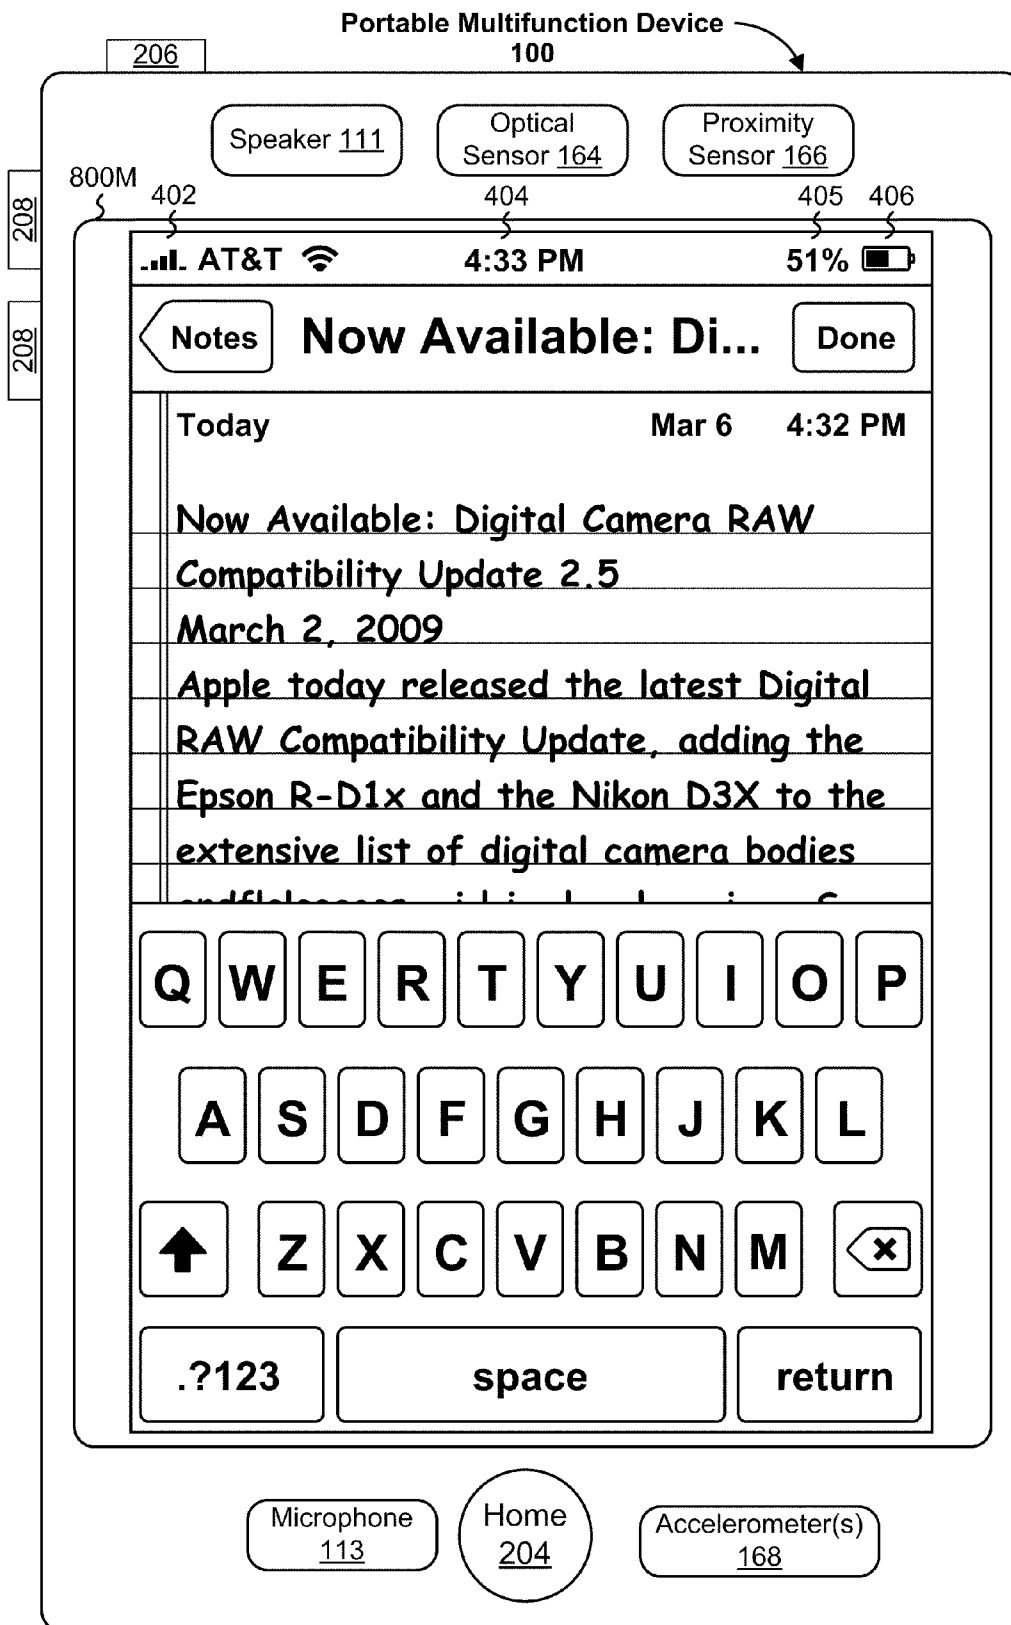 Portable Multifunction Device
100
206
Speaker 111
Optical
Sensor 164
Proximity
Sensor 166
208
208
800M
402
404
405
406
AT&T 4:33 PM 51%
Notes Now Available: Di... Done
Today Mar 6 4:32 PM
Now Available: Digital Camera RAW
Compatibility Update 2.5
March 2, 2009
Apple today released the latest Digital
RAW Compatibility Update, adding the
Epson R-D1x and the Nikon D3X to the
extensive list of digital camera bodies
Q W E R T Y U I O P
A S D F G H J K L
Z X C V B N M
.?123 space return
Microphone
113
Home
204
Accelerometer(s)
168